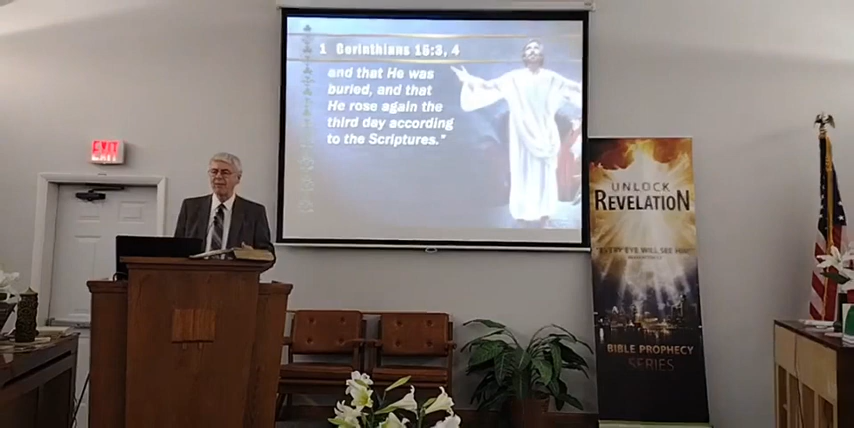 1 Corinthians 15:3, 4
and that He was
buried, and that
He rose again the
third day according
to the Scriptures."
EXIT
UNLOCK
REVELATION
"EVERY EYE WILL SEE HIM"
BIBLE PROPHECY
SERIES